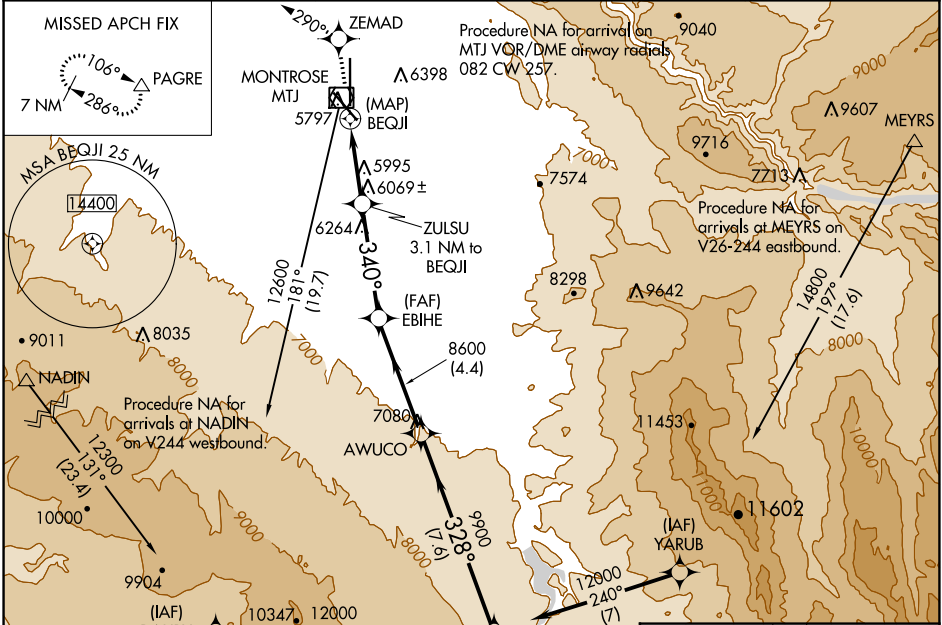 MISSED APCH FIX
106°
PAGRE
7 NM
286°
290°
ZEMAD
MONTROSE
MTJ
5797
(MAP)
BEQJI
6398
Procedure NA for arrival on
MTJ VOR/DME airway radials
082 CW 257.
9040
9000
9607
MEYRS
9716
7713
7000
7574
5995
6069±
6264
ZULSU
3.1 NM to
BEQJI
MSA BEQJI 25 NM
14400
Procedure NA for
arrivals at MEYRS on
V26-244 eastbound.
12600
181°
(19.7)
340°
8298
9642
14800
197°
(17.6)
8000
(FAF)
EBIHE
9011
8035
8000
7000
8600
(4.4)
NADIN
Procedure NA for
arrivals at NADIN
on V244 westbound.
12300
131°
(23.4)
7080
AWUCO
11453
10000
11000
11602
10000
9000
8000
9900
328°
(7.6)
(IAF)
YARUB
12000
240°
(7)
9904
(IAF)
10347
12000